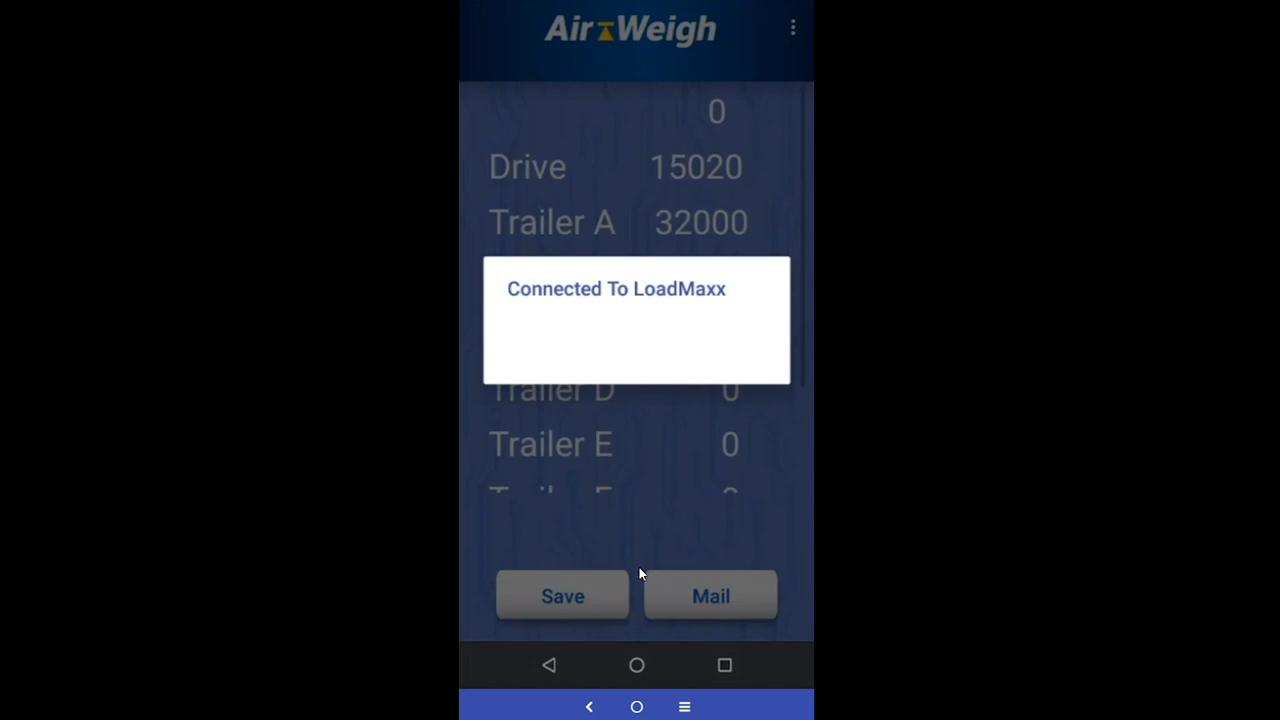 Air Weigh
0
Drive 15020
Trailer A 32000
Connected To LoadMaxx
Trailer D 0
Trailer E 0
Save Mail